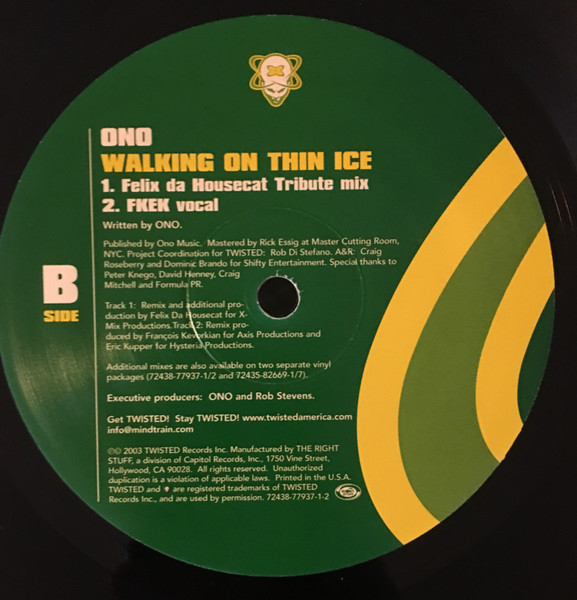 ONO
WALKING ON THIN ICE
1. Felix da Housecat Tribute mix
2. FKEK vocal
Written by ONO.
Published by Ono Music. Mastered by Rick Essig at Master Cutting Room,
NYC. Project Coordination for TWISTED: Rob Di Stefano. A&R: Craig
Roseberry and Dominic Brando for Shifty Entertainment. Special thanks to
Peter Knego, David Henney, Craig
Mitchell and Formula PR.
B
SIDE
Track 1: Remix and additional pro-
duction by Felix Da Housecat for X-
Mix Productions.Track 2: Remix pro-
duced by François Kevorkian for Axis Productions and
Eric Kupper for Hysteria Productions.
Additional mixes are also available on two separate vinyl
packages (72438-77937-1/2 and 72435-82669-1/7).
Executive producers: ONO and Rob Stevens.
Get TWISTED! Stay TWISTED! www.twistedamerica.com
info@mindtrain.com
℗© 2003 TWISTED Records Inc. Manufactured by THE RIGHT
STUFF, a division of Capitol Records, Inc., 1750 Vine Street,
Hollywood, CA 90028. All rights reserved. Unauthorized
duplication is a violation of applicable laws. Printed in the U.S.A.
TWISTED and are registered trademarks of TWISTED
Records Inc., and are used by permission. 72438-77937-1-2